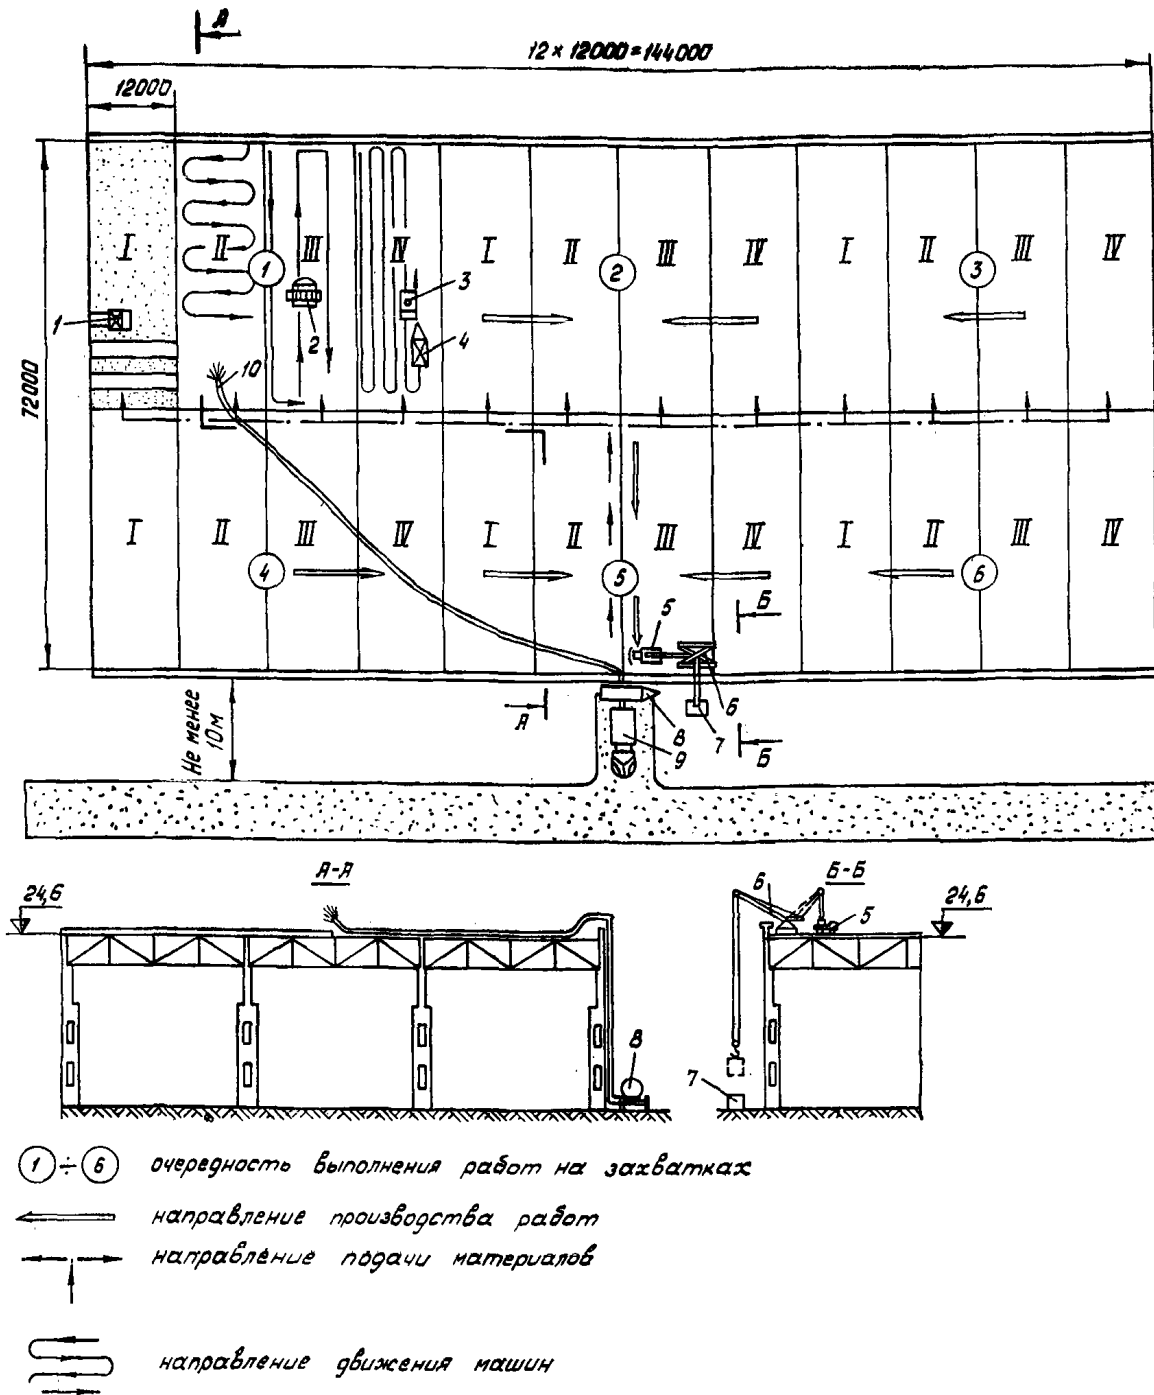 А
12 × 12000 = 144000
12000
72000
I II III IV I II III IV I II III IV
1 2 3
1
2
3
4
10
I II III IV I II III IV I II III IV
4 5 6
5
Б
6
7
8
9
А
Б
Не менее
10м
А-А
Б-Б
24,6
6
5
24,6
8
7
1 ÷ 6 очередность выполнения работ на захватках
направление производства работ
направление подачи материалов
направление движения машин